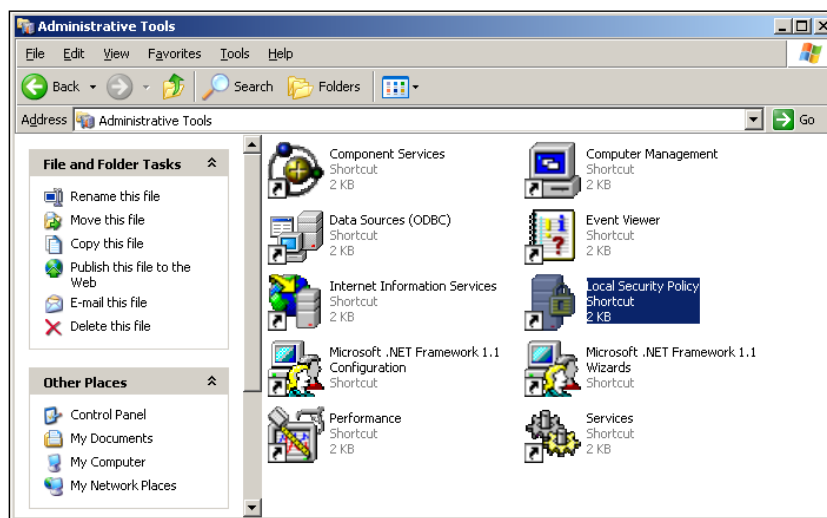 Administrative Tools
File Edit View Favorites Tools Help
Back Search Folders
Address Administrative Tools Go
File and Folder Tasks
Rename this file
Move this file
Copy this file
Publish this file to the
Web
E-mail this file
Delete this file
Other Places
Control Panel
My Documents
My Computer
My Network Places
Component Services
Shortcut
2 KB
Computer Management
Shortcut
2 KB
Data Sources (ODBC)
Shortcut
2 KB
Event Viewer
Shortcut
2 KB
Internet Information Services
Shortcut
2 KB
Local Security Policy
Shortcut
2 KB
Microsoft .NET Framework 1.1
Configuration
Shortcut
Microsoft .NET Framework 1.1
Wizards
Shortcut
Performance
Shortcut
2 KB
Services
Shortcut
2 KB